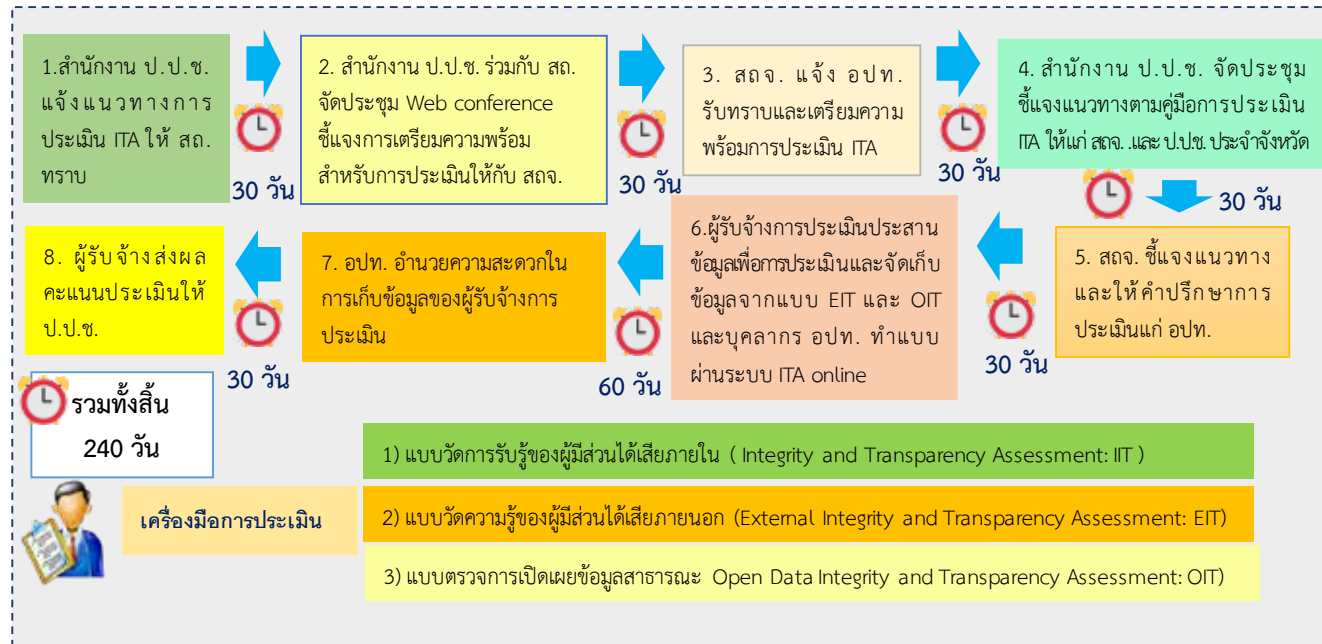 1.สำนักงาน ป.ป.ช.
แจ้งแนวทางการ
ประเมิน ITA ให้ สถ.
ทราบ
30 วัน
2. สำนักงาน ป.ป.ช. ร่วมกับ สถ.
จัดประชุม Web conference
ชี้แจงการเตรียมความพร้อม
สำหรับการประเมินให้กับ สถจ.
30 วัน
3. สถจ. แจ้ง อปท.
รับทราบและเตรียมความ
พร้อมการประเมิน ITA
30 วัน
4. สำนักงาน ป.ป.ช. จัดประชุม
ชี้แจงแนวทางตามคู่มือการประเมิน
ITA ให้แก่ สถจ. .และ ป.ป.ช. ประจำจังหวัด
30 วัน
5. สถจ. ชี้แจงแนวทาง
และให้คำปรึกษาการ
ประเมินแก่ อปท.
30 วัน
6.ผู้รับจ้างการประเมินประสาน
ข้อมูลเพื่อการประเมินและจัดเก็บ
ข้อมูลจากแบบ EIT และ OIT
และบุคลากร อปท. ทำแบบ
ผ่านระบบ ITA online
60 วัน
7. อปท. อำนวยความสะดวกใน
การเก็บข้อมูลของผู้รับจ้างการ
ประเมิน
30 วัน
8. ผู้รับจ้างส่งผล
คะแนนประเมินให้
ป.ป.ช.
รวมทั้งสิ้น
240 วัน
เครื่องมือการประเมิน
1) แบบวัดการรับรู้ของผู้มีส่วนได้เสียภายใน ( Integrity and Transparency Assessment: IIT )
2) แบบวัดความรู้ของผู้มีส่วนได้เสียภายนอก (External Integrity and Transparency Assessment: EIT)
3) แบบตรวจการเปิดเผยข้อมูลสาธารณะ Open Data Integrity and Transparency Assessment: OIT)